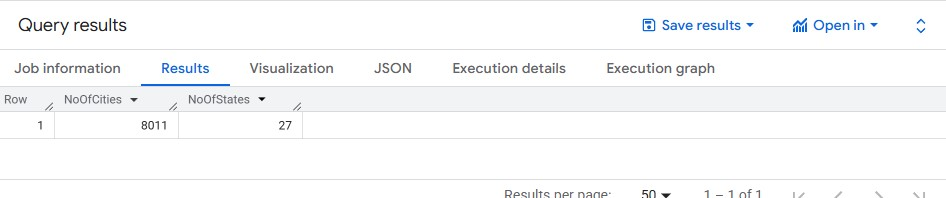 Query results Save results Open in
Job information Results Visualization JSON Execution details Execution graph
Row NoOfCities NoOfStates
1 8011 27
Results per page: 50 1 – 1 of 1